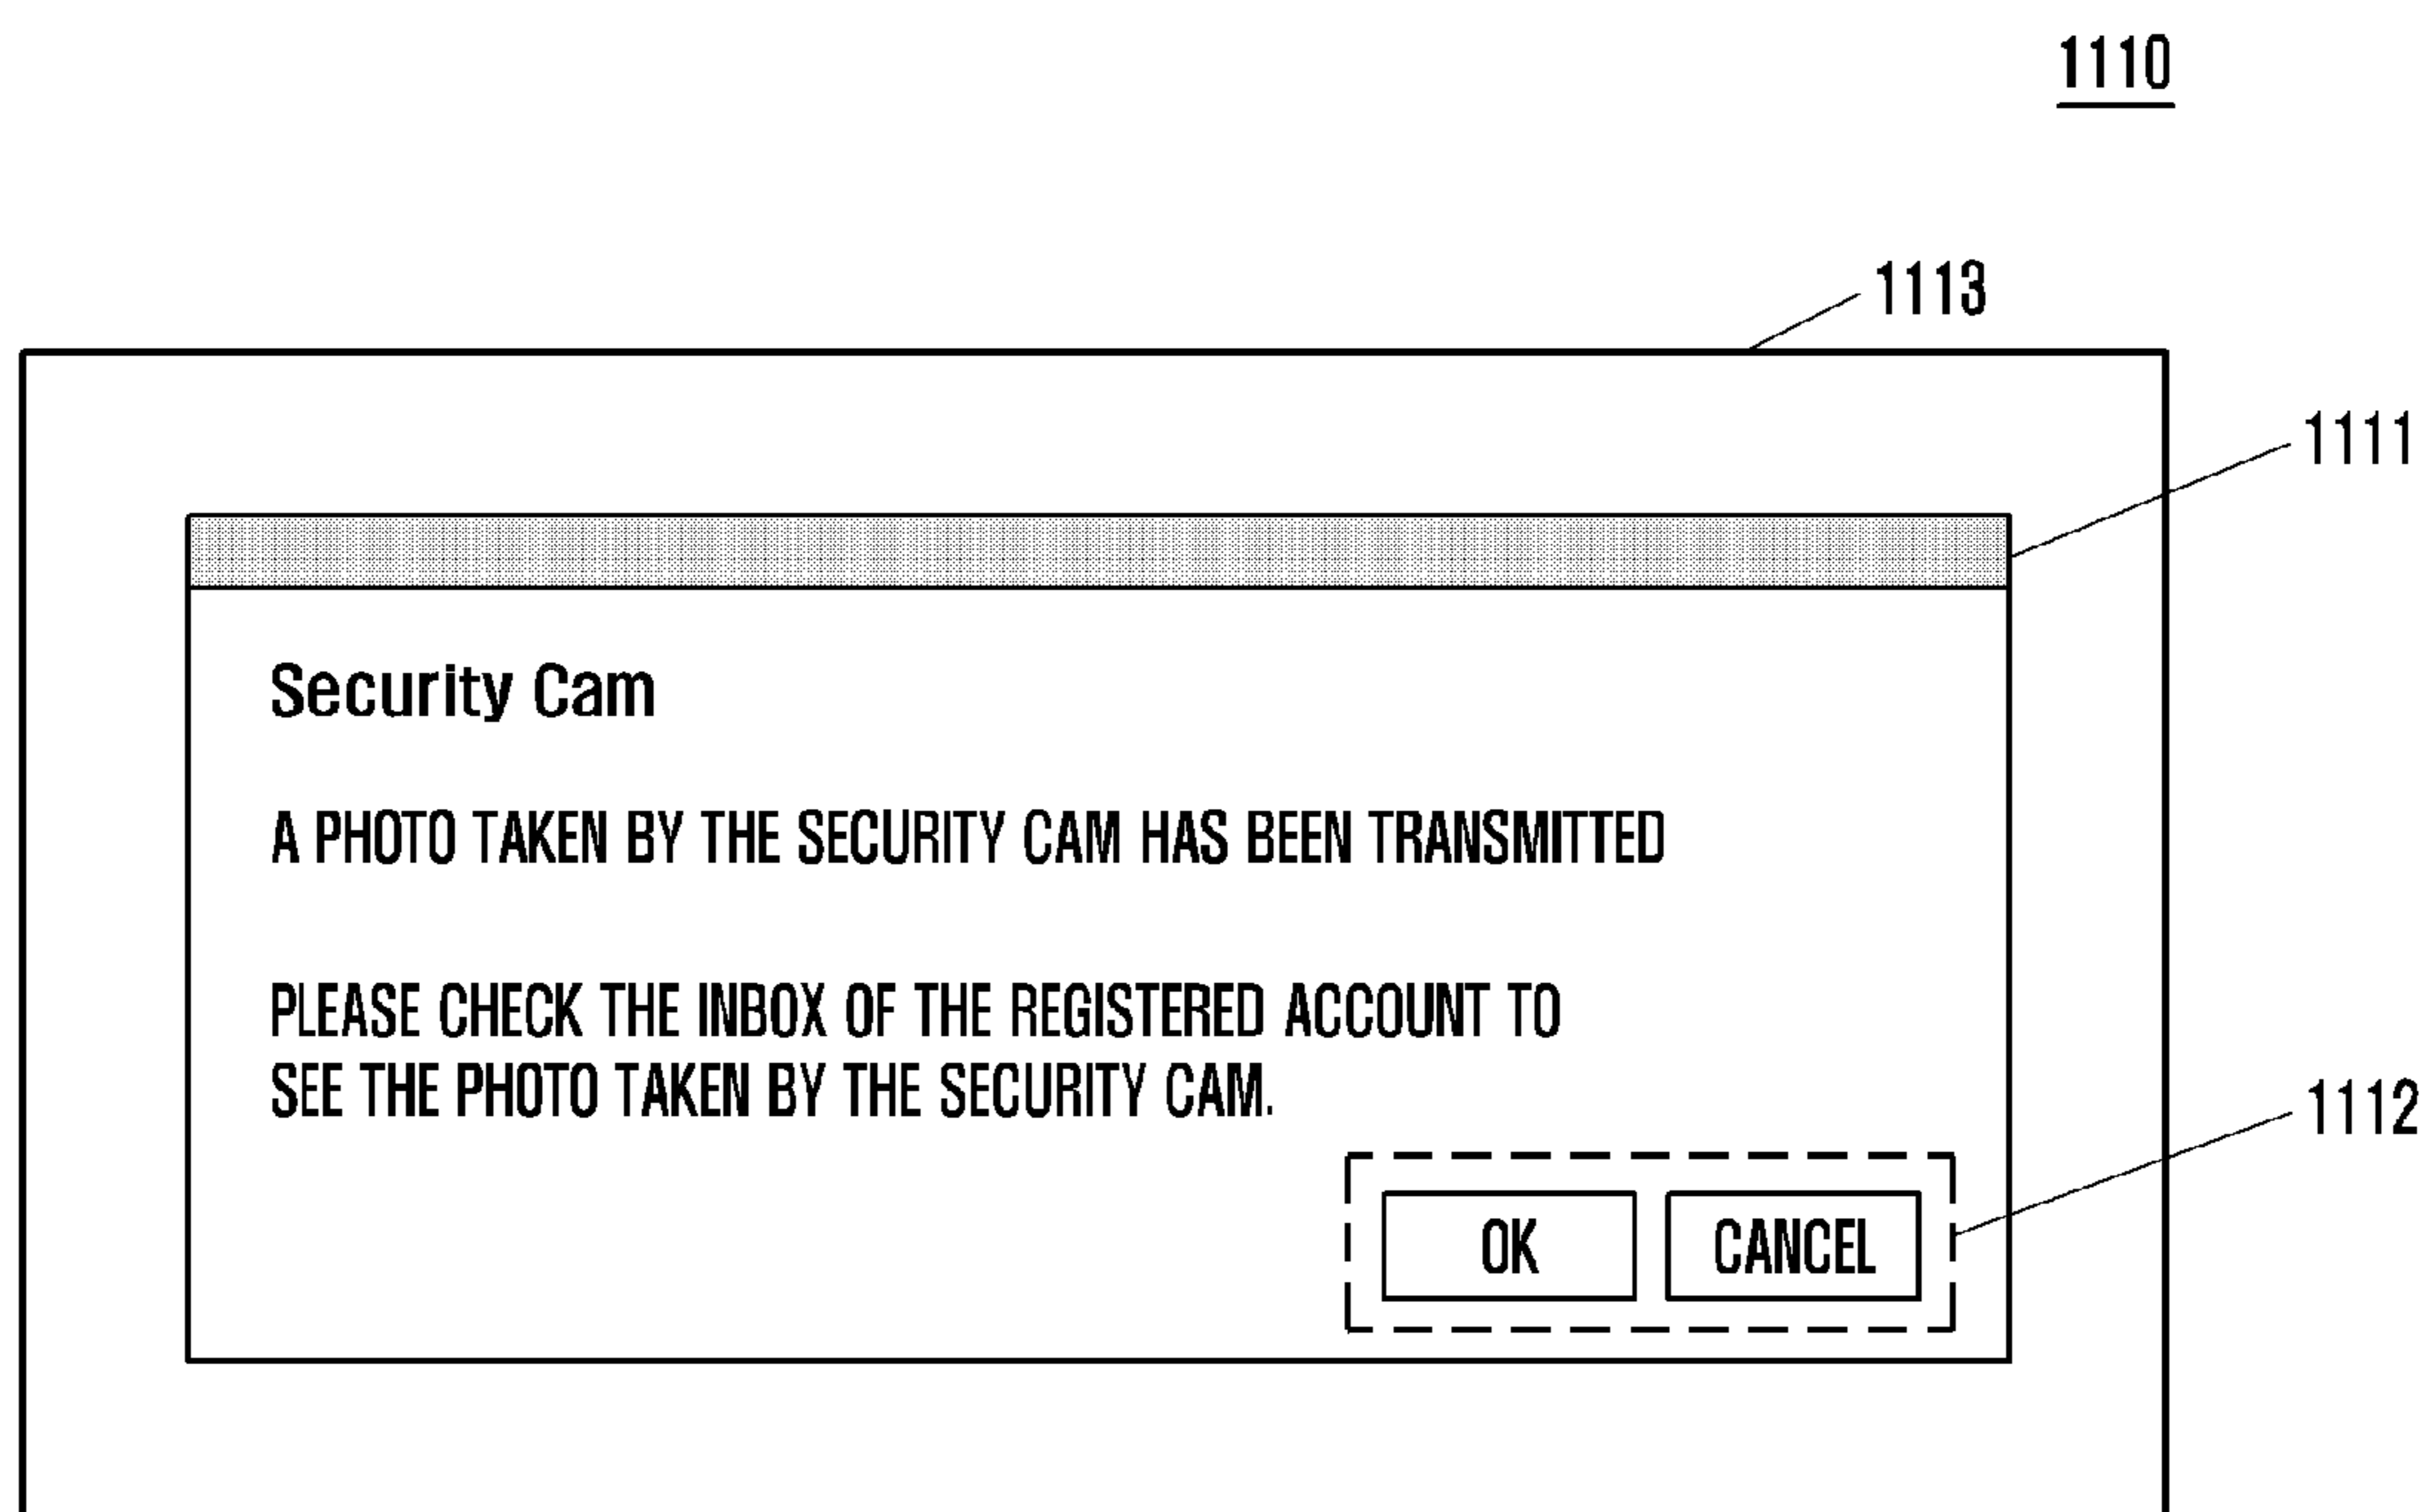 1110
1113
1111
Security Cam
A PHOTO TAKEN BY THE SECURITY CAM HAS BEEN TRANSMITTED
PLEASE CHECK THE INBOX OF THE REGISTERED ACCOUNT TO
SEE THE PHOTO TAKEN BY THE SECURITY CAM.
1112
OK CANCEL